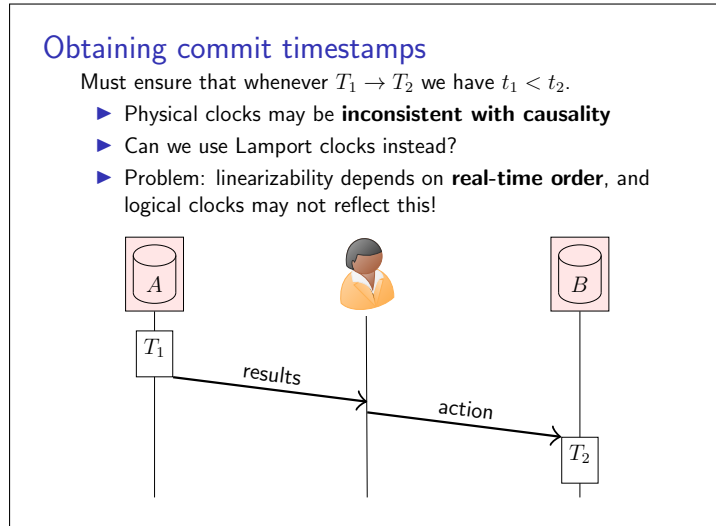 Obtaining commit timestamps
Must ensure that whenever T₁ → T₂ we have t₁ < t₂.
▶ Physical clocks may be inconsistent with causality
▶ Can we use Lamport clocks instead?
▶ Problem: linearizability depends on real-time order, and
logical clocks may not reflect this!
A
B
T₁
results
action
T₂